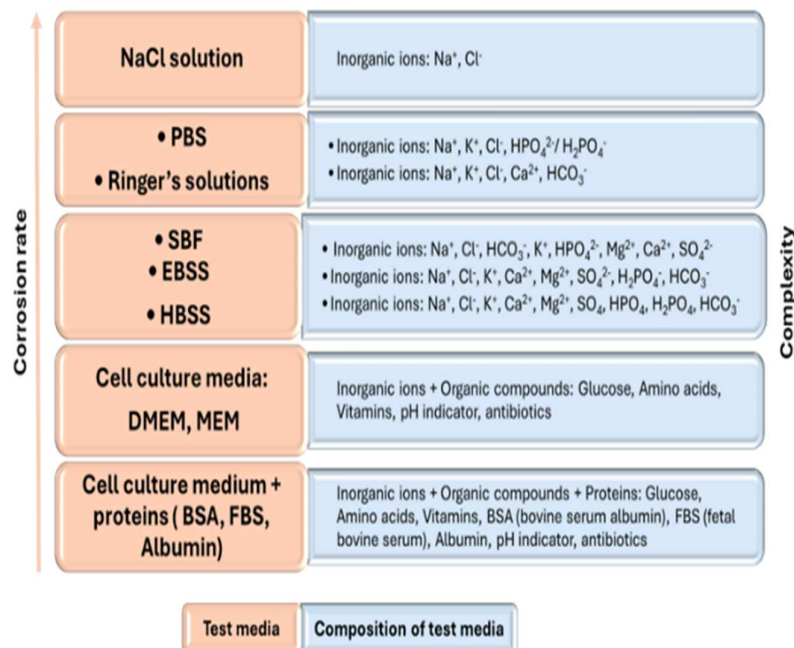 NaCl solution
Inorganic ions: Na⁺, Cl⁻
• PBS
• Ringer's solutions
• Inorganic ions: Na⁺, K⁺, Cl⁻, HPO₄²⁻/ H₂PO₄⁻
• Inorganic ions: Na⁺, K⁺, Cl⁻, Ca²⁺, HCO₃⁻
• SBF
• EBSS
• HBSS
• Inorganic ions: Na⁺, Cl⁻, HCO₃⁻, K⁺, HPO₄²⁻, Mg²⁺, Ca²⁺, SO₄²⁻
• Inorganic ions: Na⁺, Cl⁻, K⁺, Ca²⁺, Mg²⁺, SO₄²⁻, H₂PO₄⁻, HCO₃⁻
• Inorganic ions: Na⁺, Cl⁻, K⁺, Ca²⁺, Mg²⁺, SO₄, HPO₄, H₂PO₄, HCO₃⁻
Cell culture media:
DMEM, MEM
Inorganic ions + Organic compounds: Glucose, Amino acids,
Vitamins, pH indicator, antibiotics
Cell culture medium +
proteins ( BSA, FBS,
Albumin)
Inorganic ions + Organic compounds + Proteins: Glucose,
Amino acids, Vitamins, BSA (bovine serum albumin), FBS (fetal
bovine serum), Albumin, pH indicator, antibiotics
Corrosion rate
Complexity
Test media
Composition of test media